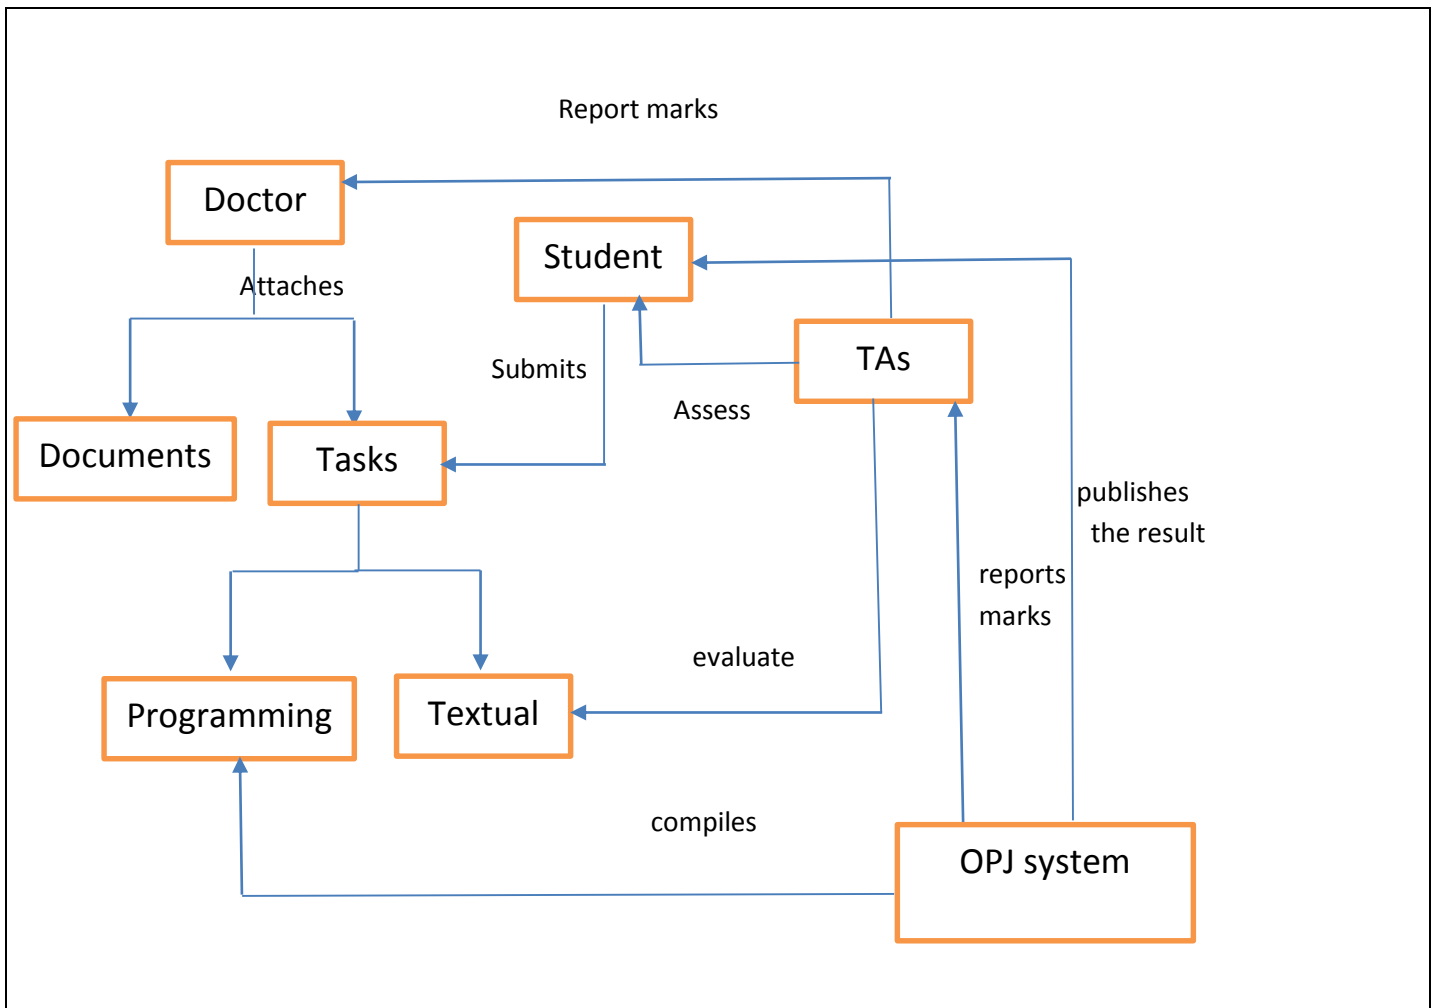 Report marks
Doctor
Student
Attaches
TAs
Submits
Assess
Documents
Tasks
publishes
the result
reports
marks
evaluate
Programming
Textual
compiles
OPJ system